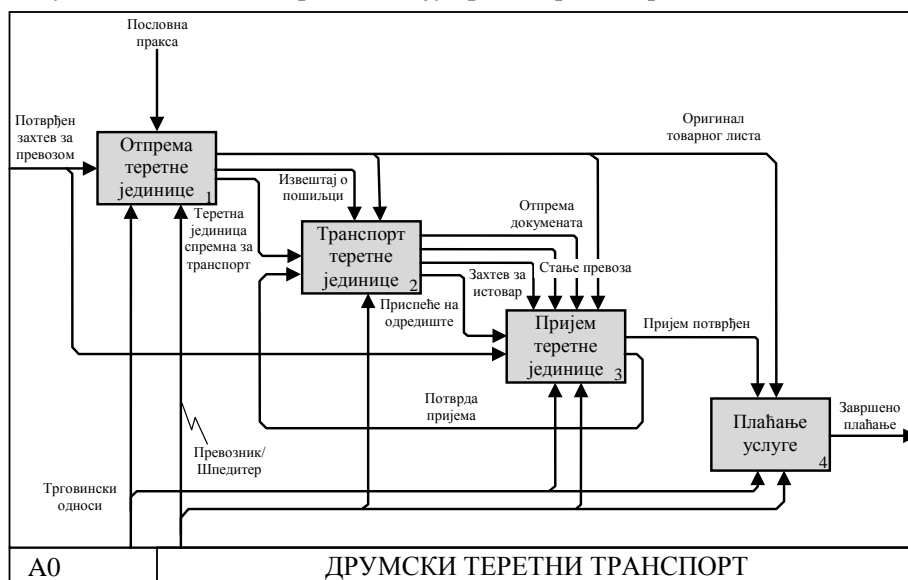 Пословна
пракса
Потврђен
захтев за
превозом
Оригинал
товарног листа
Отпрема
теретне
јединице
1
Извештај о
пошиљци
Теретна
јединица
спремна за
транспорт
Отпрема
докумената
Транспорт
теретне
јединице
2
Стање превоза
Захтев за
истовар
Приспеће на
одредиште
Пријем
теретне
јединице
3
Пријем потврђен
Потврда
пријема
Плаћање
услуге
4
Завршено
плаћање
Превозник/
Шпедитер
Трговински
односи
А0
ДРУМСКИ ТЕРЕТНИ ТРАНСПОРТ